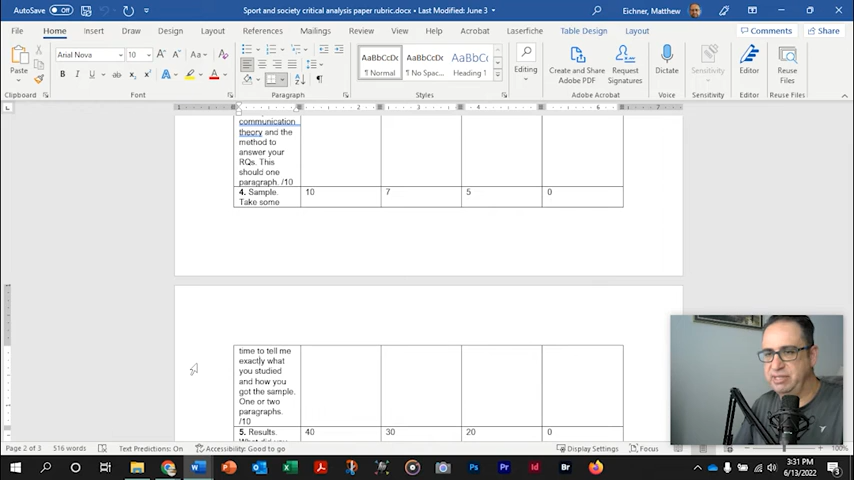 AutoSave Off Sport and society critical analysis paper rubric.docx • Last Modified: June 3 Eichner, Matthew
File Home Insert Draw Design Layout References Mailings Review View Help Acrobat Laserfiche Table Design Layout Comments Share
Arial Nova 10
Paste
AaBbCcDc AaBbCcDc AaBbCc
¶ Normal ¶ No Spac... Heading 1
Editing
Create and Share Adobe PDF
Request Signatures
Dictate
Sensitivity
Editor
Reuse Files
Clipboard Font Paragraph Styles Adobe Acrobat Voice Sensitivity Editor Reuse Files
communication
theory and the
method to
answer your
RQs. This
should one
paragraph. /10
4. Sample. 10 7 5 0
Take some
time to tell me
exactly what
you studied
and how you
got the sample.
One or two
paragraphs.
/10
5. Results. 40 30 20 0
What did you
Page 2 of 3 516 words Text Predictions: On Accessibility: Good to go Display Settings Focus 100%
3:31 PM
6/13/2022